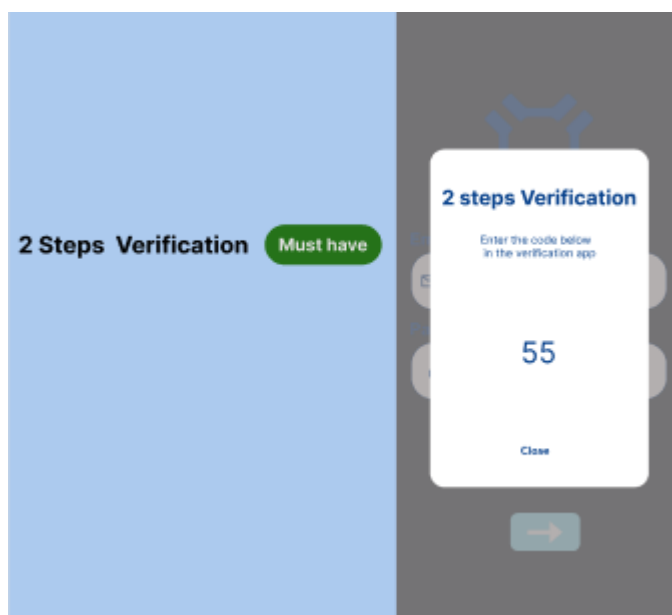 2 Steps Verification
Must have
2 steps Verification
Enter the code below
in the verification app
55
Close